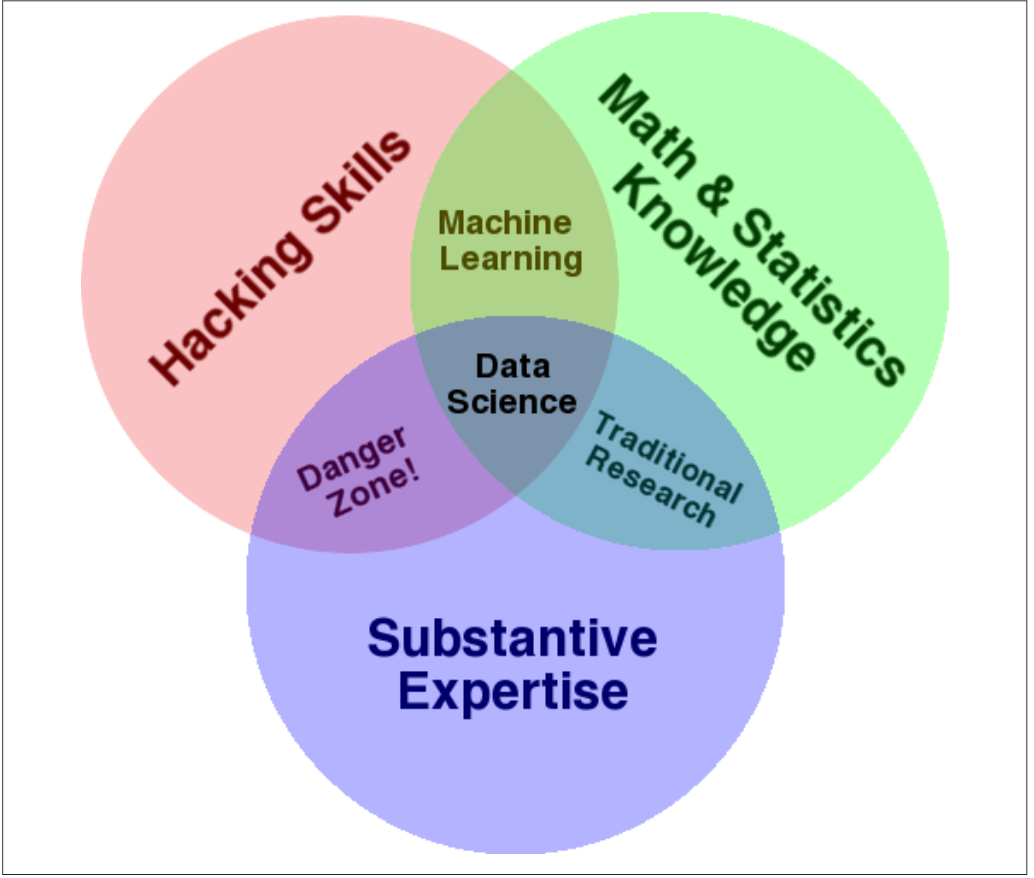 Hacking Skills
Math & Statistics
Knowledge
Machine
Learning
Data
Science
Danger
Zone!
Traditional
Research
Substantive
Expertise